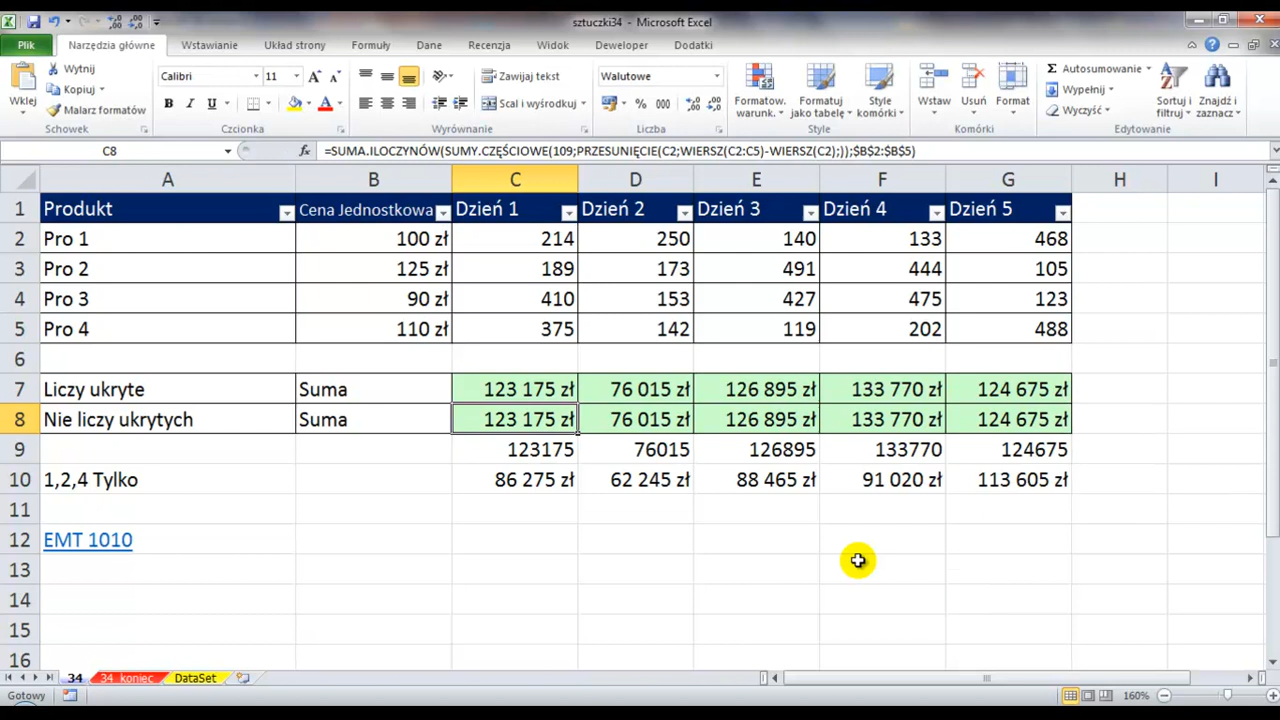 sztuczki34 - Microsoft Excel
Plik Narzędzia główne Wstawianie Układ strony Formuły Dane Recenzja Widok Deweloper Dodatki
Wklej Wytnij Kopiuj Malarz formatów Schowek
Calibri 11 B I U A Czcionka
Zawijaj tekst Scal i wyśrodkuj Wyrównanie
Walutowe % 000 Liczba
Formatow. warunk. Formatuj jako tabelę Style komórki Style
Wstaw Usuń Format Komórki
Σ Autosumowanie Wypełnij Wyczyść Sortuj i filtruj Znajdź i zaznacz Edytowanie
C8 fx =SUMA.ILOCZYNÓW(SUMY.CZĘŚCIOWE(109;PRZESUNIĘCIE(C2;WIERSZ(C2:C5)-WIERSZ(C2);));$B$2:$B$5)
A B C D E F G H I
1 Produkt Cena Jednostkowa Dzień 1 Dzień 2 Dzień 3 Dzień 4 Dzień 5
2 Pro 1 100 zł 214 250 140 133 468
3 Pro 2 125 zł 189 173 491 444 105
4 Pro 3 90 zł 410 153 427 475 123
5 Pro 4 110 zł 375 142 119 202 488
6
7 Liczy ukryte Suma 123 175 zł 76 015 zł 126 895 zł 133 770 zł 124 675 zł
8 Nie liczy ukrytych Suma 123 175 zł 76 015 zł 126 895 zł 133 770 zł 124 675 zł
9 123175 76015 126895 133770 124675
10 1,2,4 Tylko 86 275 zł 62 245 zł 88 465 zł 91 020 zł 113 605 zł
11
12 EMT 1010
13
14
15
16
34 34_koniec DataSet
Gotowy 160%